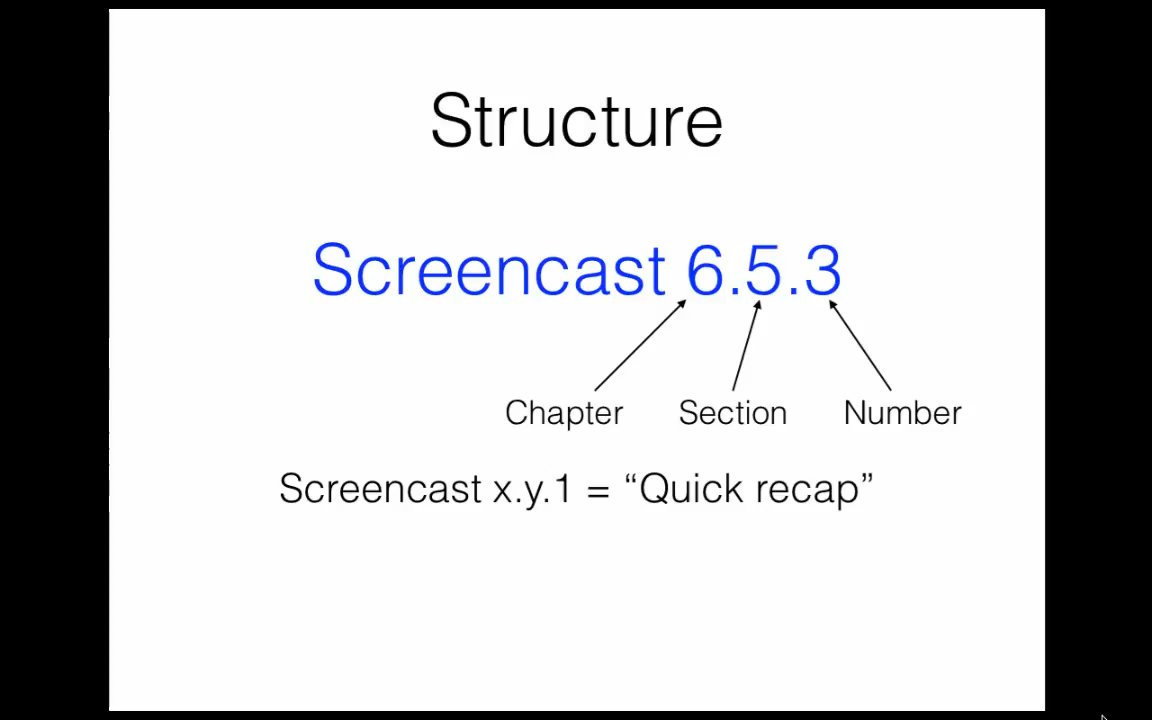 Structure
Screencast 6.5.3
Chapter Section Number
Screencast x.y.1 = “Quick recap”